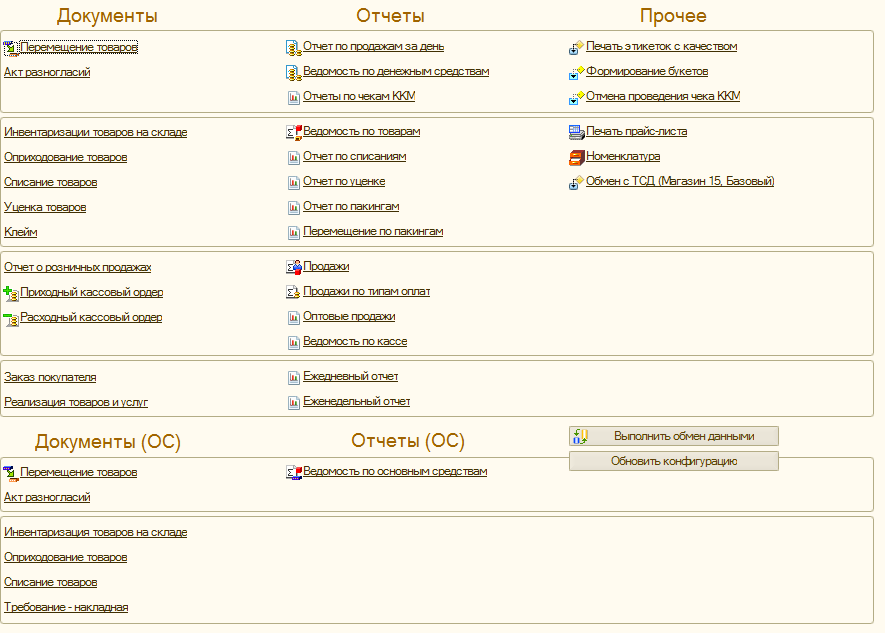 Документы Отчеты Прочее
Перемещение товаров Отчет по продажам за день Печать этикеток с качеством
Акт разногласий Ведомость по денежным средствам Формирование букетов
Отчеты по чекам ККМ Отмена проведения чека ККМ
Инвентаризации товаров на складе Ведомость по товарам Печать прайс-листа
Оприходование товаров Отчет по списаниям Номенклатура
Списание товаров Отчет по уценке Обмен с ТСД (Магазин 15, Базовый)
Уценка товаров Отчет по пакингам
Клейм Перемещение по пакингам
Отчет о розничных продажах Продажи
Приходный кассовый ордер Продажи по типам оплат
Расходный кассовый ордер Оптовые продажи
Ведомость по кассе
Заказ покупателя Ежедневный отчет
Реализация товаров и услуг Еженедельный отчет
Документы (ОС) Отчеты (ОС) Выполнить обмен данными
Обновить конфигурацию
Перемещение товаров Ведомость по основным средствам
Акт разногласий
Инвентаризация товаров на складе
Оприходование товаров
Списание товаров
Требование - накладная